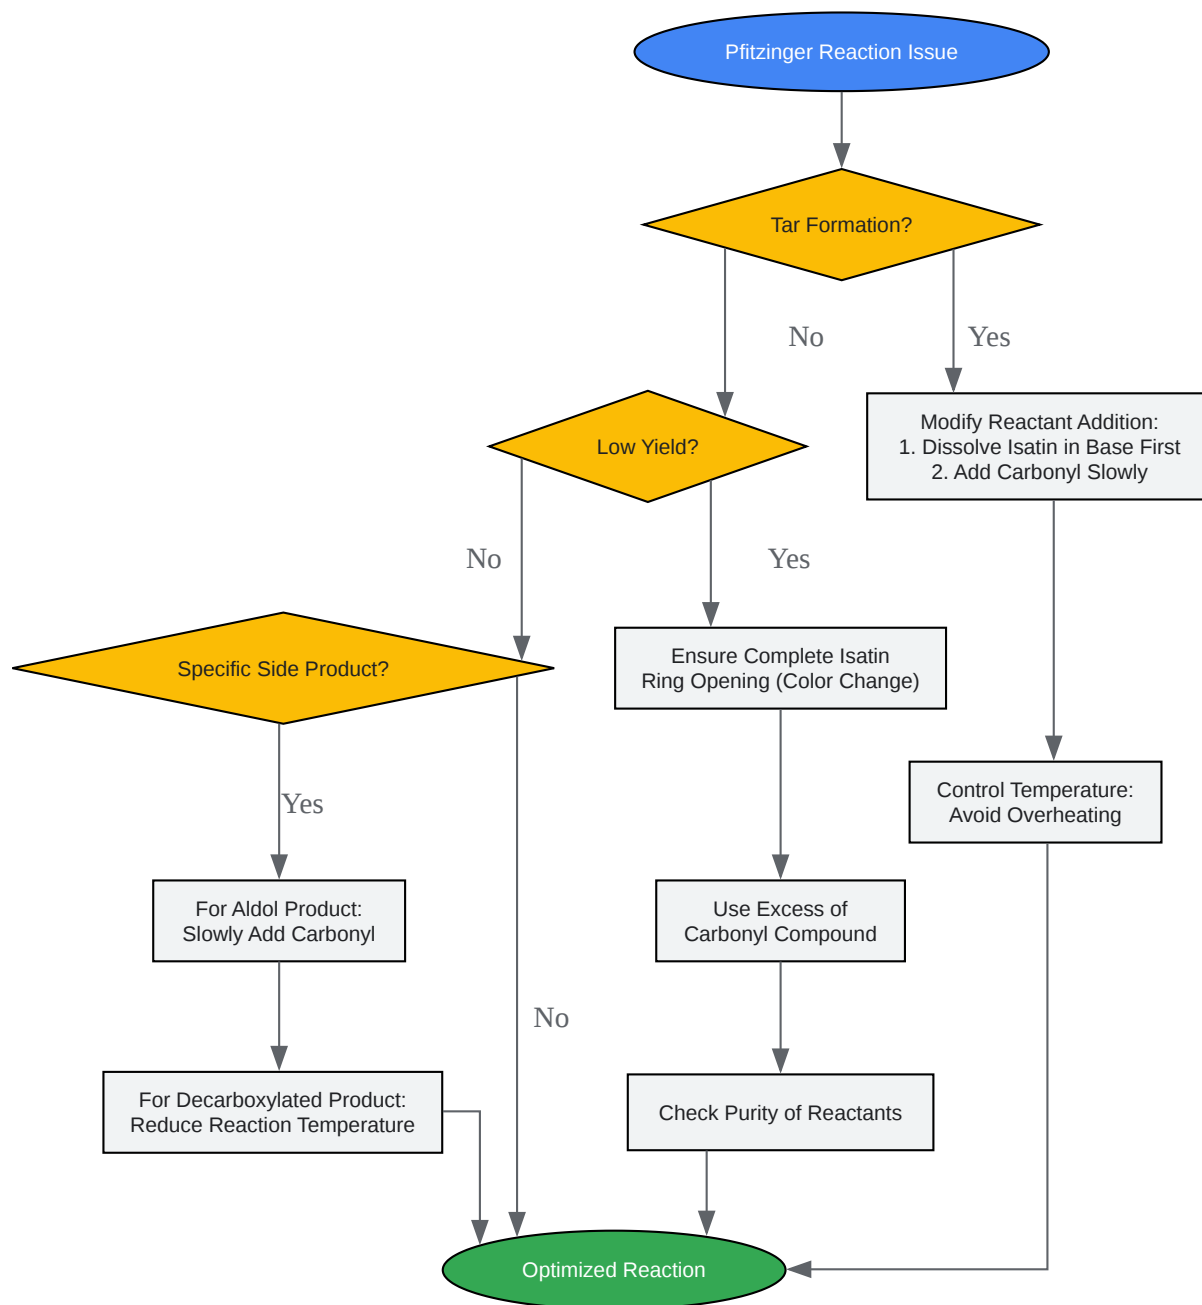 Pfitzinger Reaction Issue
Tar Formation?
No
Yes
Modify Reactant Addition:
1. Dissolve Isatin in Base First
2. Add Carbonyl Slowly
Low Yield?
No
Yes
Ensure Complete Isatin
Ring Opening (Color Change)
Specific Side Product?
Yes
Control Temperature:
Avoid Overheating
For Aldol Product:
Slowly Add Carbonyl
Use Excess of
Carbonyl Compound
No
For Decarboxylated Product:
Reduce Reaction Temperature
Check Purity of Reactants
Optimized Reaction